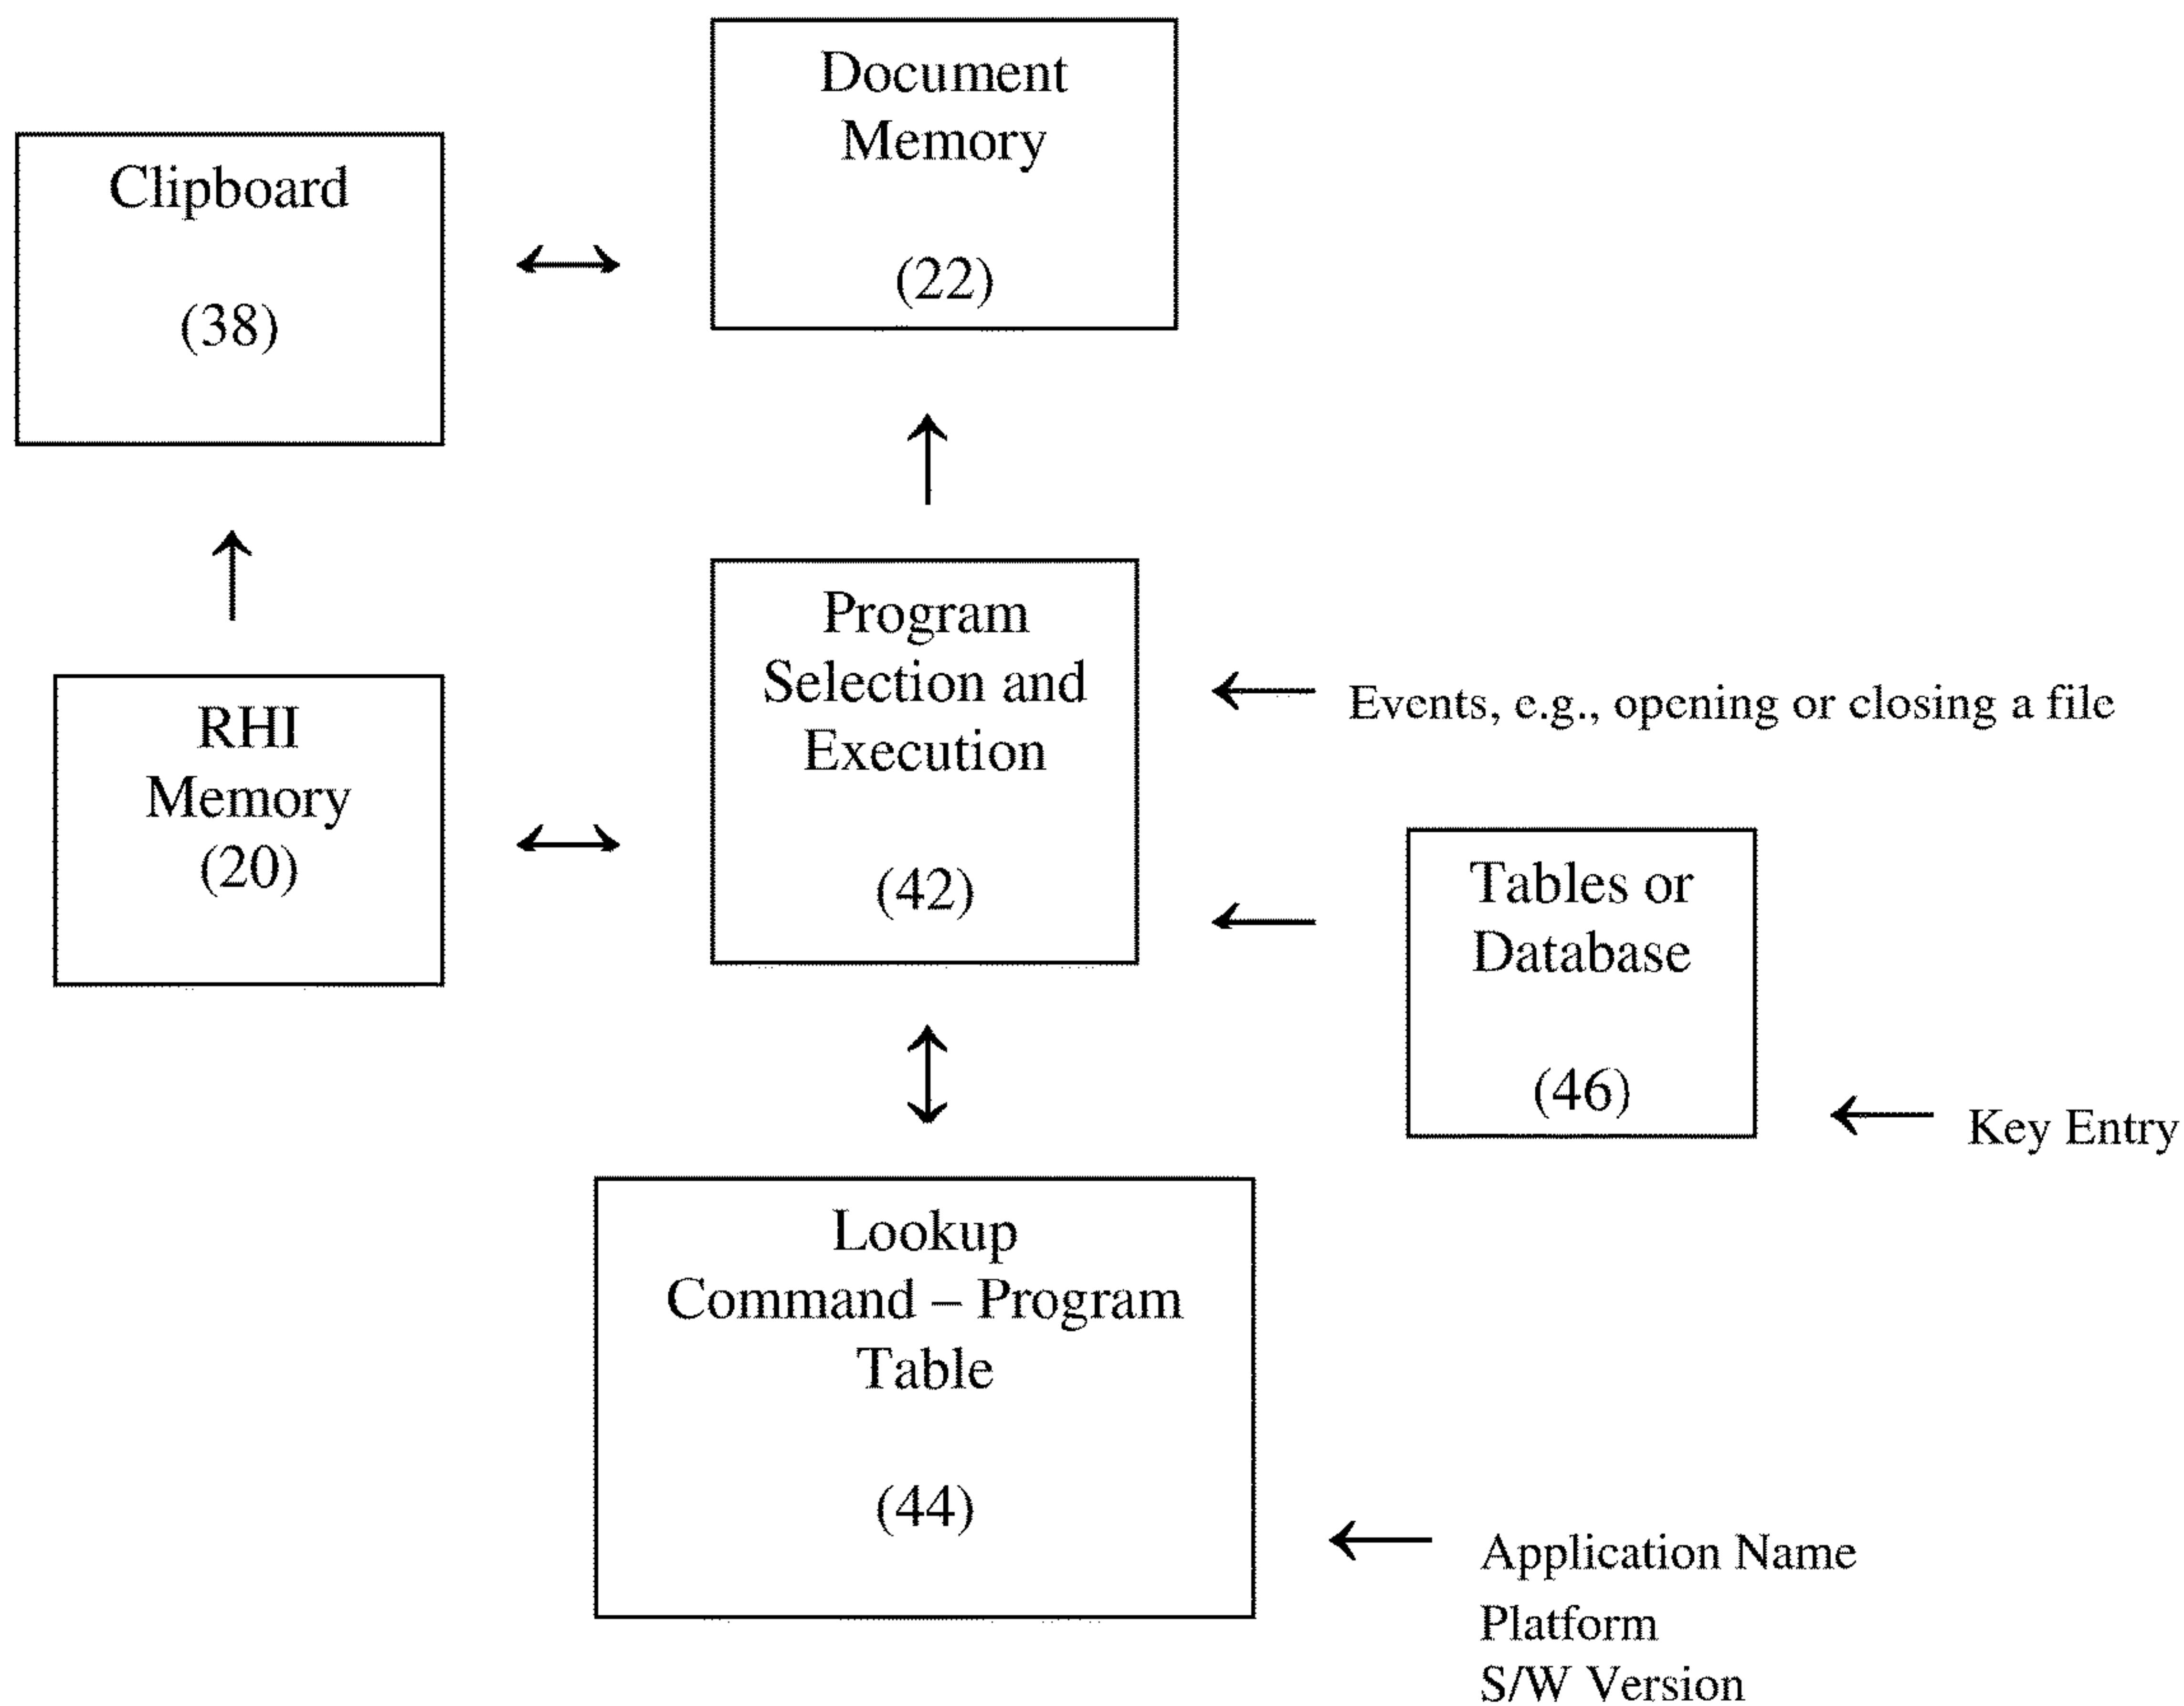 Document
Memory
(22)
Clipboard
(38)
Program
Selection and
Execution
(42)
Events, e.g., opening or closing a file
RHI
Memory
(20)
Tables or
Database
(46)
Key Entry
Lookup
Command – Program
Table
(44)
Application Name
Platform
S/W Version